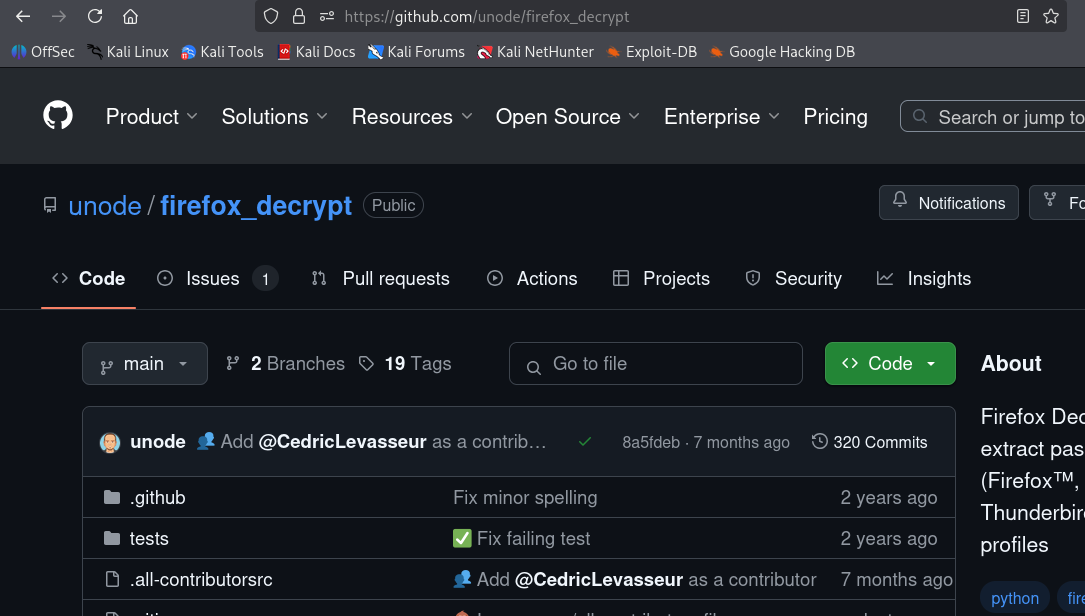 https://github.com/unode/firefox_decrypt
OffSec Kali Linux Kali Tools Kali Docs Kali Forums Kali NetHunter Exploit-DB Google Hacking DB
Product Solutions Resources Open Source Enterprise Pricing Search or jump to
unode / firefox_decrypt Public Notifications Fo
<> Code Issues 1 Pull requests Actions Projects Security Insights
main 2 Branches 19 Tags Go to file <> Code About
Firefox Dec
unode Add @CedricLevasseur as a contrib… 8a5fdeb · 7 months ago 320 Commits
extract pas
(Firefox™,
.github Fix minor spelling 2 years ago
Thunderbir
tests Fix failing test 2 years ago
profiles
.all-contributorsrc Add @CedricLevasseur as a contributor 7 months ago
python fire